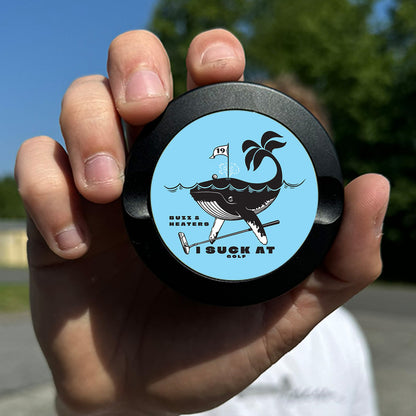 19
BUZZ &
HEATERS
I SUCK AT
GOLF